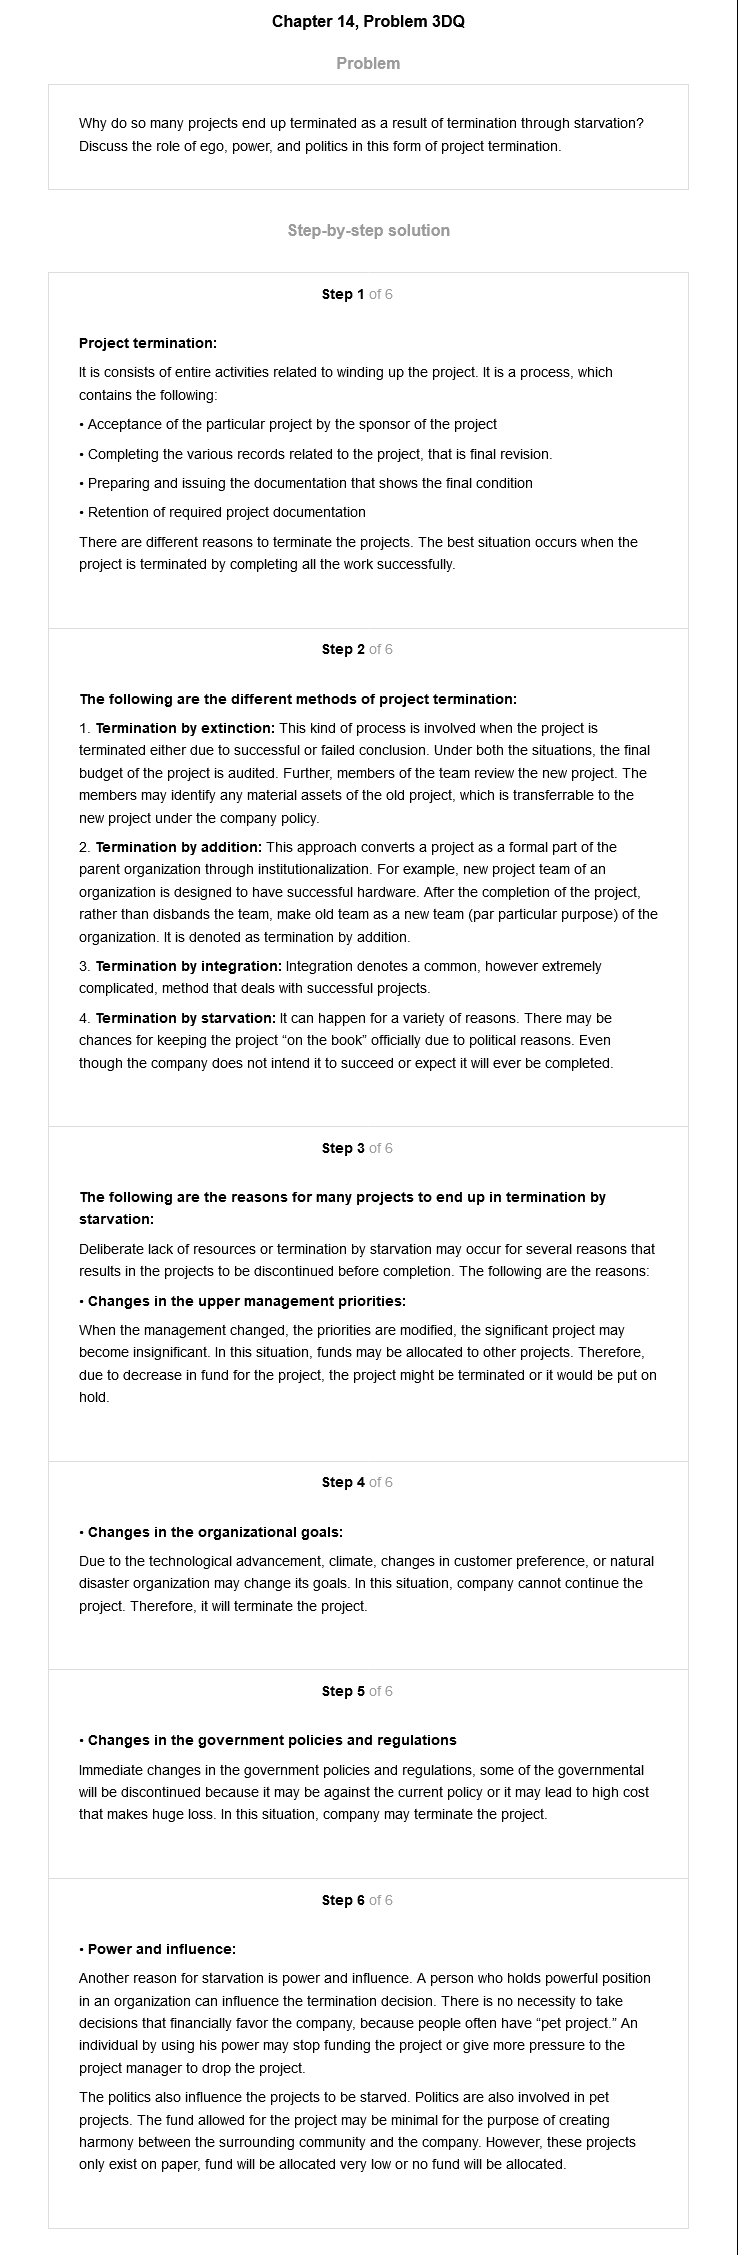 Chapter 14, Problem 3DQ
Problem
Why do so many projects end up terminated as a result of termination through starvation?
Discuss the role of ego, power, and politics in this form of project termination.
Step-by-step solution
Step 1 of 6
Project termination:
It is consists of entire activities related to winding up the project. It is a process, which
contains the following:
• Acceptance of the particular project by the sponsor of the project
• Completing the various records related to the project, that is final revision.
• Preparing and issuing the documentation that shows the final condition
• Retention of required project documentation
There are different reasons to terminate the projects. The best situation occurs when the
project is terminated by completing all the work successfully.
Step 2 of 6
The following are the different methods of project termination:
1. Termination by extinction: This kind of process is involved when the project is
terminated either due to successful or failed conclusion. Under both the situations, the final
budget of the project is audited. Further, members of the team review the new project. The
members may identify any material assets of the old project, which is transferrable to the
new project under the company policy.
2. Termination by addition: This approach converts a project as a formal part of the
parent organization through institutionalization. For example, new project team of an
organization is designed to have successful hardware. After the completion of the project,
rather than disbands the team, make old team as a new team (par particular purpose) of the
organization. It is denoted as termination by addition.
3. Termination by integration: Integration denotes a common, however extremely
complicated, method that deals with successful projects.
4. Termination by starvation: It can happen for a variety of reasons. There may be
chances for keeping the project “on the book” officially due to political reasons. Even
though the company does not intend it to succeed or expect it will ever be completed.
Step 3 of 6
The following are the reasons for many projects to end up in termination by
starvation:
Deliberate lack of resources or termination by starvation may occur for several reasons that
results in the projects to be discontinued before completion. The following are the reasons:
• Changes in the upper management priorities:
When the management changed, the priorities are modified, the significant project may
become insignificant. In this situation, funds may be allocated to other projects. Therefore,
due to decrease in fund for the project, the project might be terminated or it would be put on
hold.
Step 4 of 6
• Changes in the organizational goals:
Due to the technological advancement, climate, changes in customer preference, or natural
disaster organization may change its goals. In this situation, company cannot continue the
project. Therefore, it will terminate the project.
Step 5 of 6
• Changes in the government policies and regulations
Immediate changes in the government policies and regulations, some of the governmental
will be discontinued because it may be against the current policy or it may lead to high cost
that makes huge loss. In this situation, company may terminate the project.
Step 6 of 6
• Power and influence:
Another reason for starvation is power and influence. A person who holds powerful position
in an organization can influence the termination decision. There is no necessity to take
decisions that financially favor the company, because people often have “pet project.” An
individual by using his power may stop funding the project or give more pressure to the
project manager to drop the project.
The politics also influence the projects to be starved. Politics are also involved in pet
projects. The fund allowed for the project may be minimal for the purpose of creating
harmony between the surrounding community and the company. However, these projects
only exist on paper, fund will be allocated very low or no fund will be allocated.